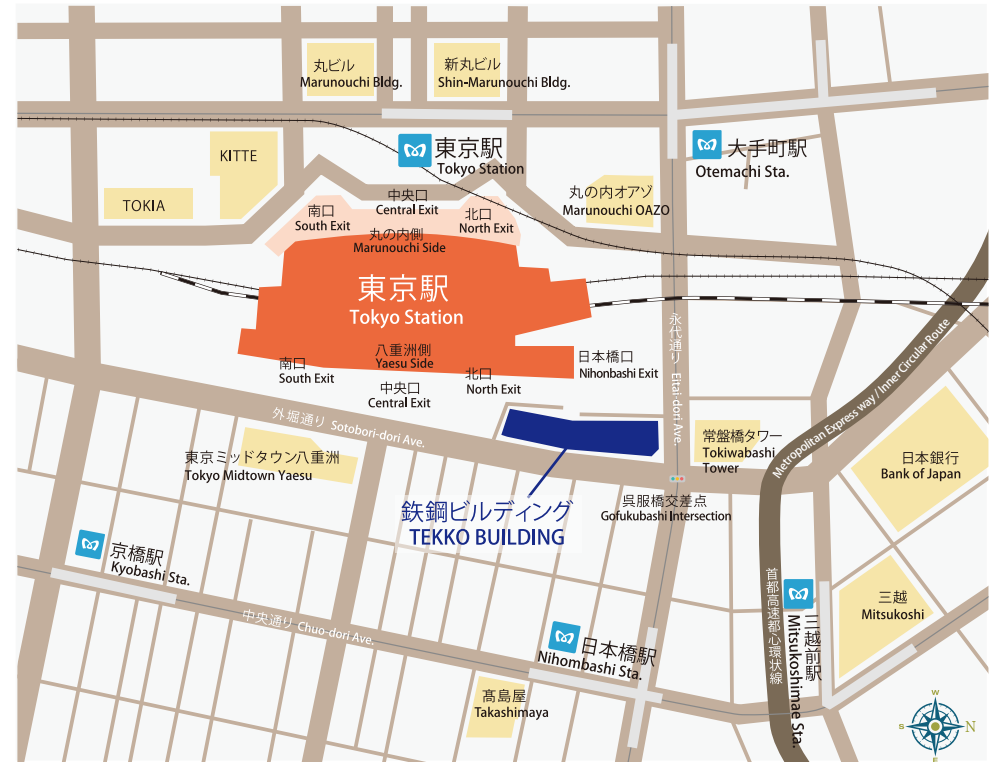 丸ビル
Marunouchi Bldg.
新丸ビル
Shin-Marunouchi Bldg.
KITTE
東京駅
Tokyo Station
大手町駅
Otemachi Sta.
TOKIA
南口
South Exit
中央口
Central Exit
北口
North Exit
丸の内オアゾ
Marunouchi OAZO
丸の内側
Marunouchi Side
東京駅
Tokyo Station
八重洲側
Yaesu Side
南口
South Exit
中央口
Central Exit
北口
North Exit
日本橋口
Nihonbashi Exit
永代通り Eitai-dori Ave.
Metropolitan Express way / Inner Circular Route
外堀通り Sotobori-dori Ave.
東京ミッドタウン八重洲
Tokyo Midtown Yaesu
常盤橋タワー
Tokiwabashi
Tower
日本銀行
Bank of Japan
鉄鋼ビルディング
TEKKO BUILDING
呉服橋交差点
Gofukubashi Intersection
京橋駅
Kyobashi Sta.
中央通り Chuo-dori Ave.
日本橋駅
Nihombashi Sta.
首都高速都心環状線
三越前駅
Mitsukoshimae Sta.
三越
Mitsukoshi
髙島屋
Takashimaya
W
S
N
E